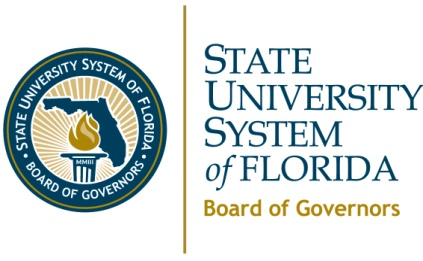 • STATE UNIVERSITY SYSTEM OF FLORIDA •
BOARD OF GOVERNORS
MMIII
STATE
UNIVERSITY
SYSTEM
of FLORIDA
Board of Governors